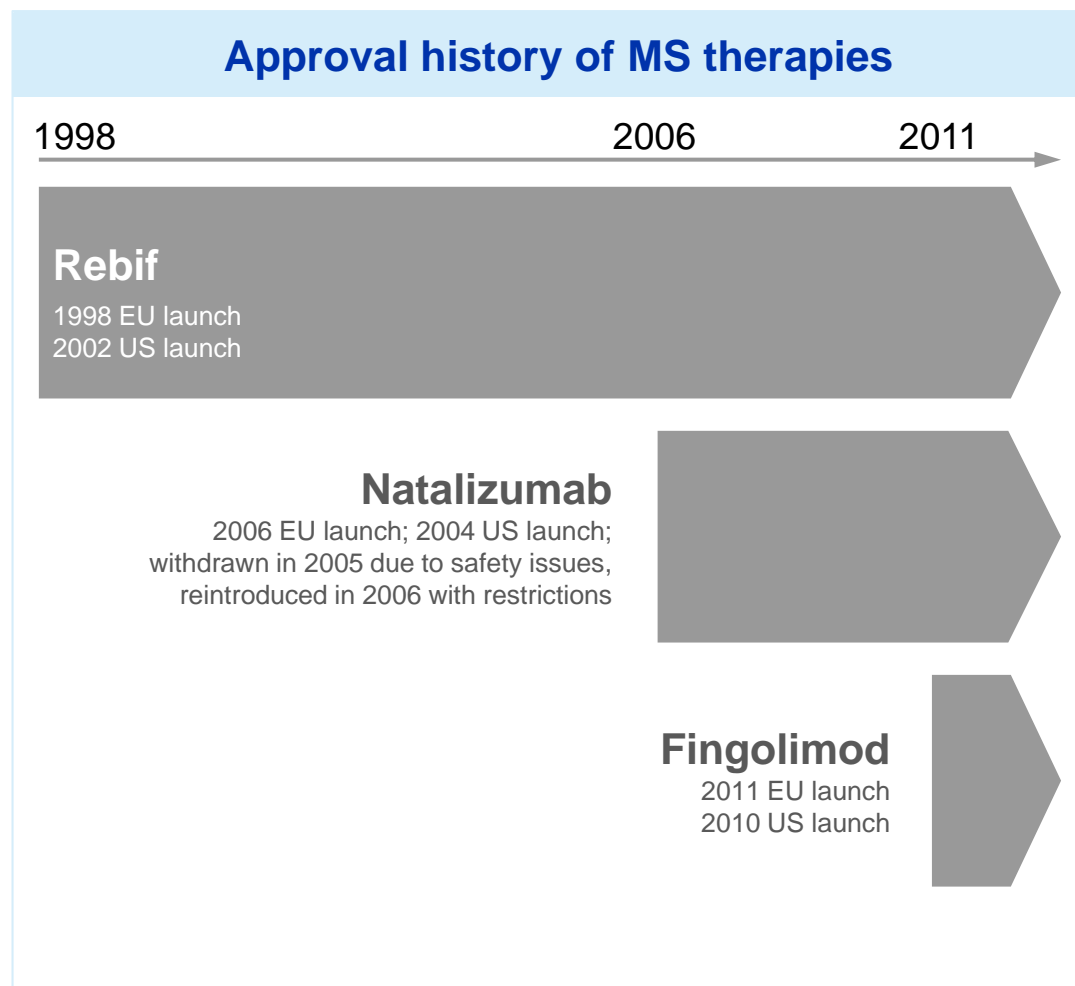 Approval history of MS therapies
1998 2006 2011
Rebif
1998 EU launch
2002 US launch
Natalizumab
2006 EU launch; 2004 US launch;
withdrawn in 2005 due to safety issues,
reintroduced in 2006 with restrictions
Fingolimod
2011 EU launch
2010 US launch